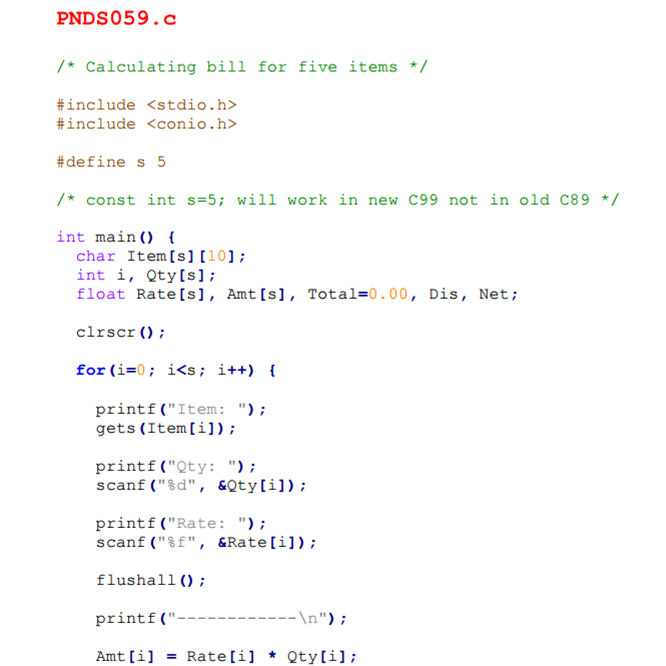 PNDS059.c
/* Calculating bill for five items */
#include <stdio.h>
#include <conio.h>
#define s 5
/* const int s=5; will work in new C99 not in old C89 */
int main() {
char Item[s][10];
int i, Qty[s];
float Rate[s], Amt[s], Total=0.00, Dis, Net;
clrscr();
for(i=0; i<s; i++) {
printf("Item: ");
gets(Item[i]);
printf("Qty: ");
scanf("%d", &Qty[i]);
printf("Rate: ");
scanf("%f", &Rate[i]);
flushall();
printf("------------\n");
Amt[i] = Rate[i] * Qty[i];